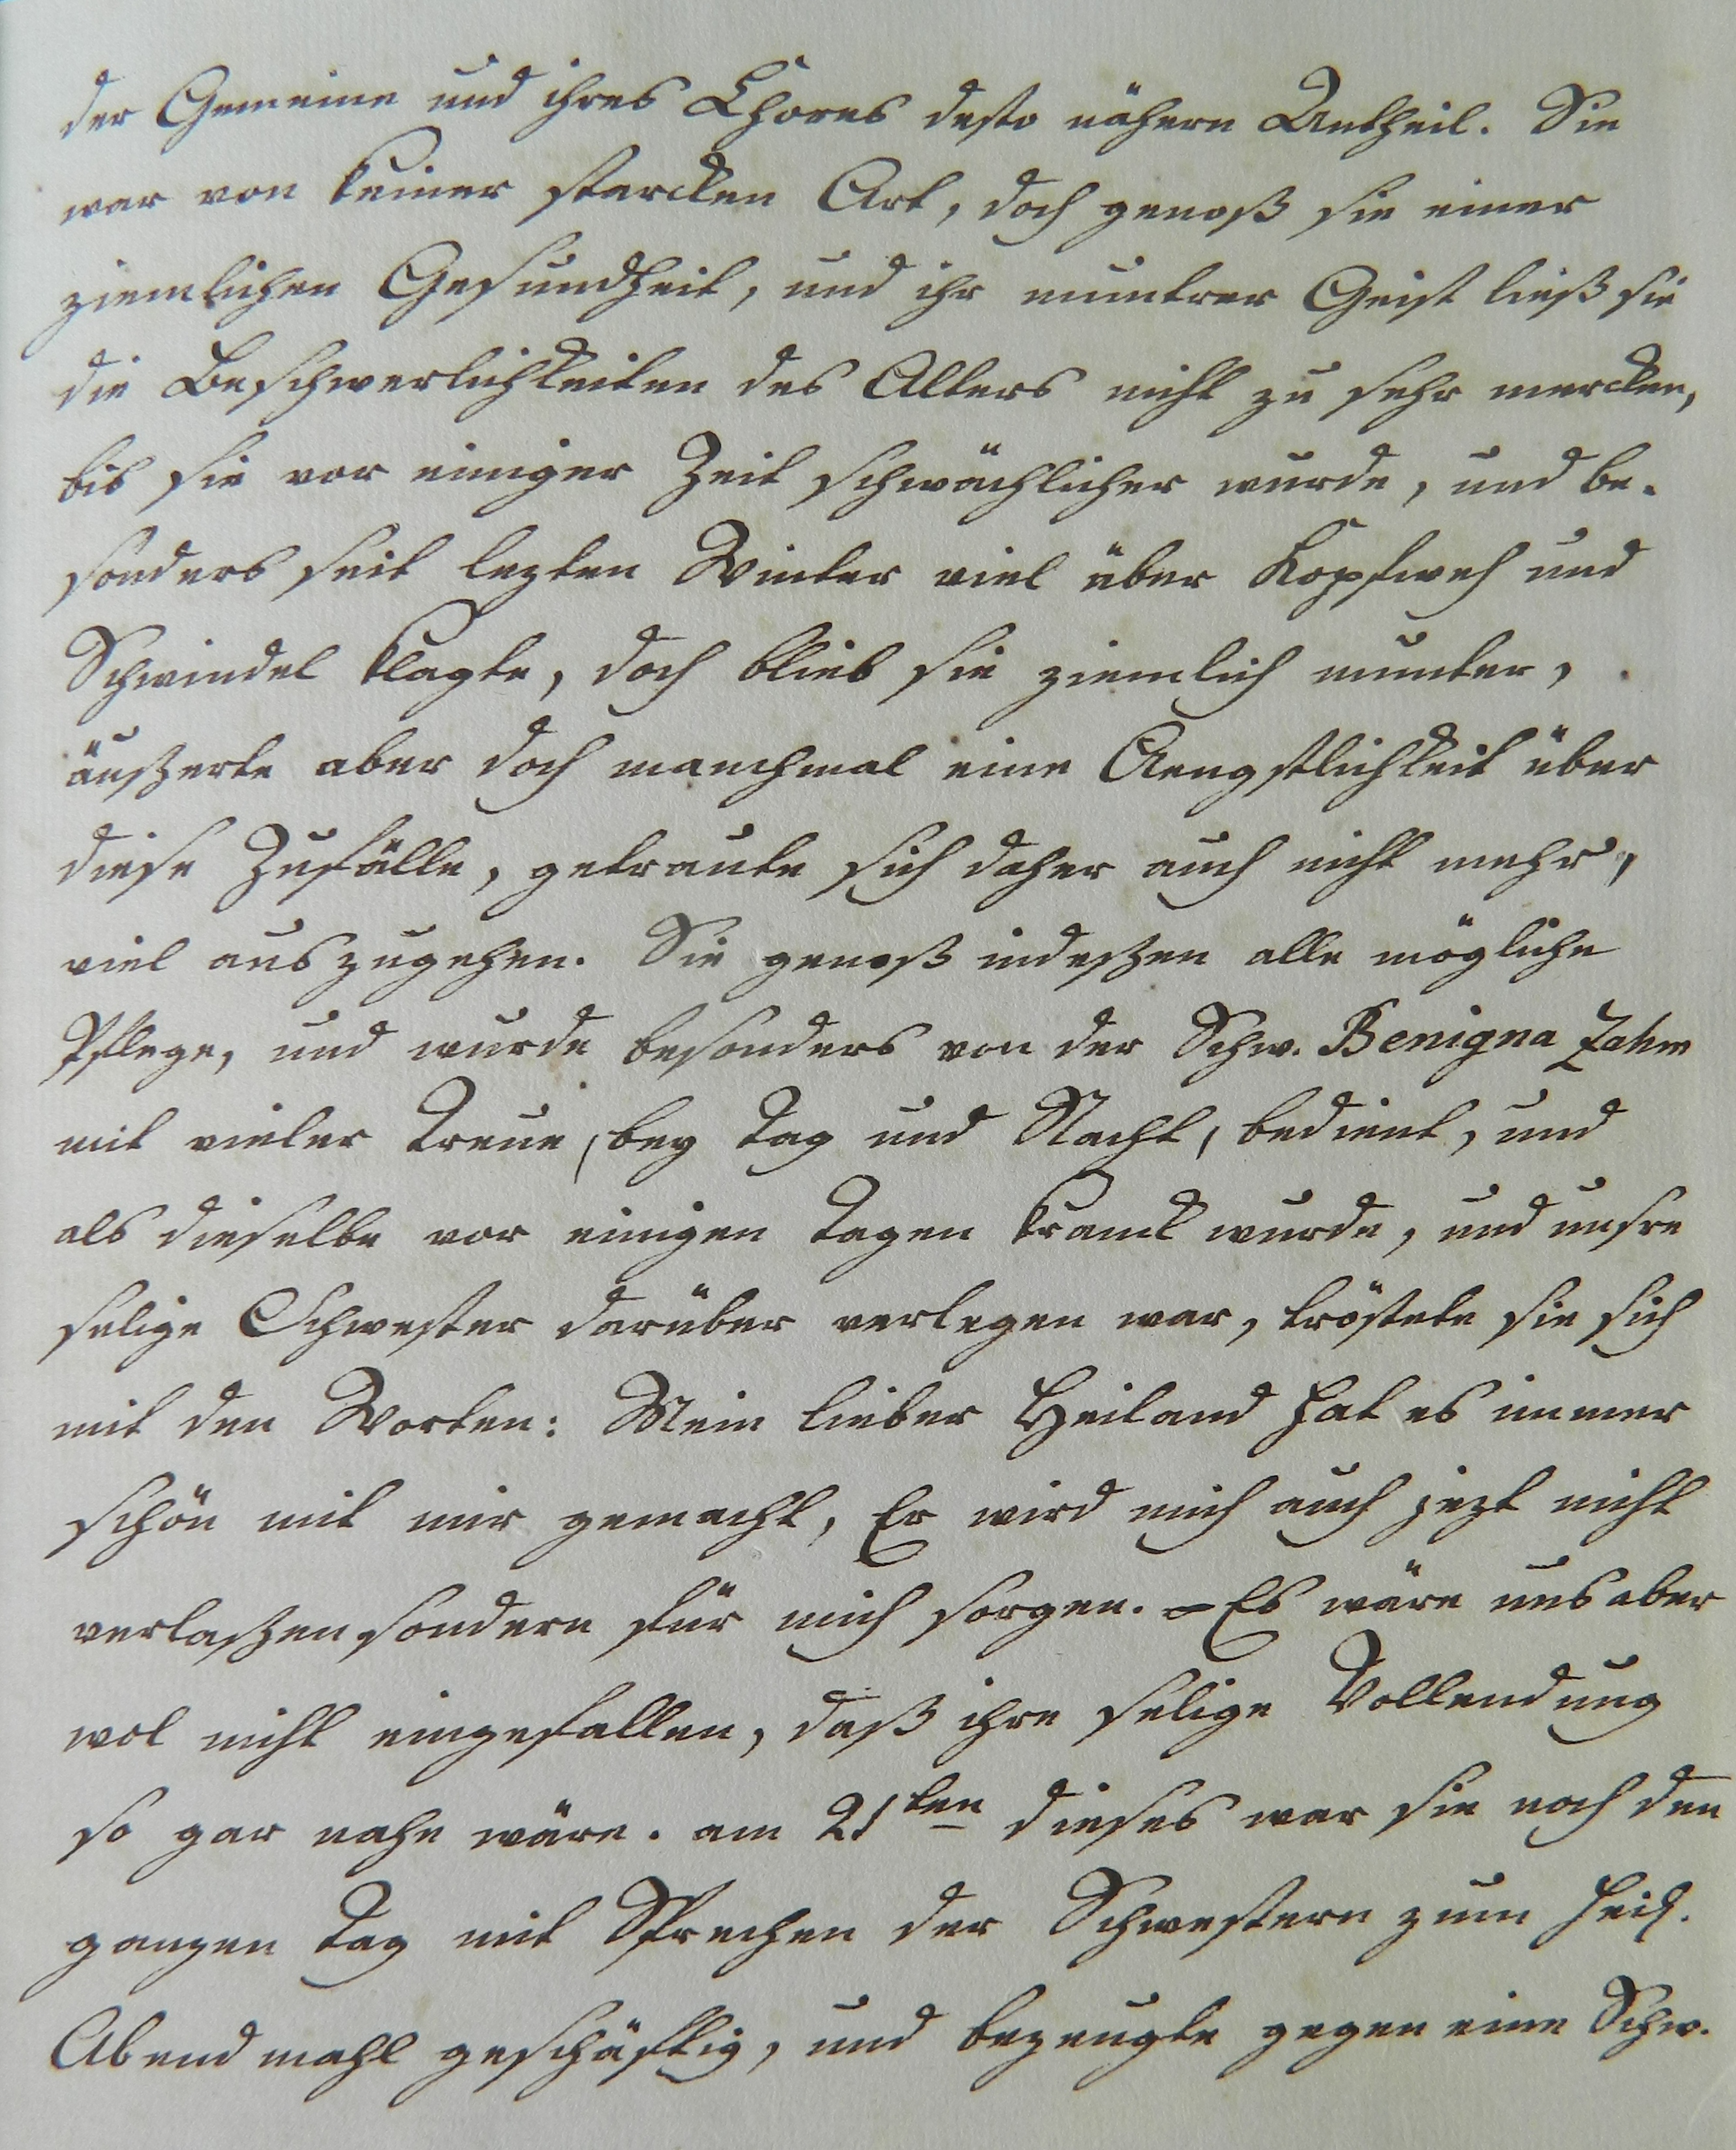 der Gemeine und ihres Chores desto nähern Antheil. Sie
war von keiner starcken Art, doch genoß sie einer
ziemlichen Gesundheit, und ihr muntrer Geist ließ sie
die Beschwerlichkeiten des Alters nicht zu sehr mercken,
bis sie vor einiger Zeit schwächlicher wurde, und be-
sonders seit lezten Winter viel über Kopfweh und
Schwindel klagte, doch blieb sie ziemlich munter,
äußerte aber doch manchmal eine Aengstlichkeit über
diese Zufälle, getraute sich daher auch nicht mehr,
viel auszugehen. Sie genoß indeßen alle mögliche
Pflege, und wurde besonders von der Schw. Benigna Zahm
mit vieler Treue, bey Tag und Nacht, bedient, und
als dieselbe vor einigen Tagen kranck wurde, und unsre
selige Schwester darüber verlegen war, tröstete sie sich
mit den Worten: Mein lieber Heiland hat es immer
schön mit mir gemacht, Er wird mich auch jezt nicht
verlaßen sondern für mich sorgen. – Es wäre uns aber
wol nicht eingefallen, daß ihre selige Vollendung
so gar nahe wäre. am 21ten dieses war sie noch den
ganzen Tag mit Sprechen der Schwestern zum heil.
Abendmahl geschäftig, und bezeugte gegen eine Schw.